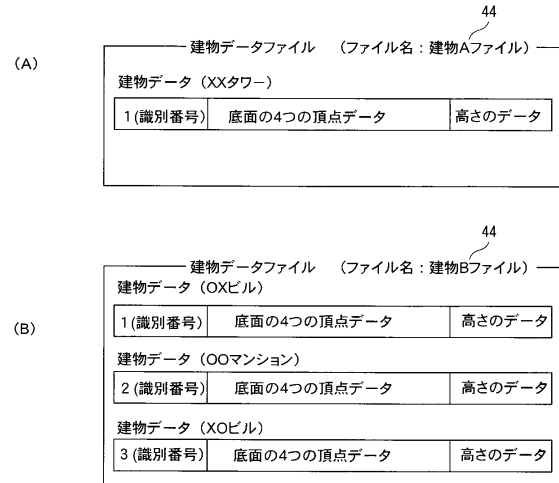 44
(A)
建物データファイル （ファイル名：建物Aファイル）
建物データ（XXタワー）
1(識別番号) 底面の4つの頂点データ 高さのデータ
44
(B)
建物データファイル （ファイル名：建物Bファイル）
建物データ（OXビル）
1(識別番号) 底面の4つの頂点データ 高さのデータ
建物データ（OOマンション）
2(識別番号) 底面の4つの頂点データ 高さのデータ
建物データ（XOビル）
3(識別番号) 底面の4つの頂点データ 高さのデータ